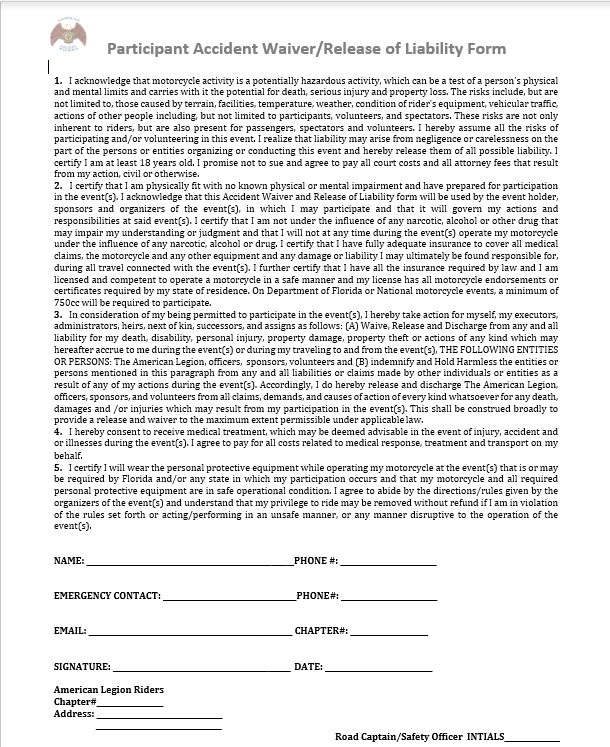 Participant Accident Waiver/Release of Liability Form
1. I acknowledge that motorcycle activity is a potentially hazardous activity, which can be a test of a person's physical
and mental limits and carries with it the potential for death, serious injury and property loss. The risks include, but are
not limited to, those caused by terrain, facilities, temperature, weather, condition of rider's equipment, vehicular traffic,
actions of other people including, but not limited to participants, volunteers, and spectators. These risks are not only
inherent to riders, but are also present for passengers, spectators and volunteers. I hereby assume all the risks of
participating and/or volunteering in this event. I realize that liability may arise from negligence or carelessness on the
part of the persons or entities organizing or conducting this event and hereby release them of all possible liability. I
certify I am at least 18 years old. I promise not to sue and agree to pay all court costs and all attorney fees that result
from my action, civil or otherwise.
2. I certify that I am physically fit with no known physical or mental impairment and have prepared for participation
in the event(s). I acknowledge that this Accident Waiver and Release of Liability form will be used by the event holder,
sponsors and organizers of the event(s), in which I may participate and that it will govern my actions and
responsibilities at said event(s). I certify that I am not under the influence of any narcotic, alcohol or other drug that
may impair my understanding or judgment and that I will not at any time during the event(s) operate my motorcycle
under the influence of any narcotic, alcohol or drug. I certify that I have fully adequate insurance to cover all medical
claims, the motorcycle and any other equipment and any damage or liability I may ultimately be found responsible for,
during all travel connected with the event(s). I further certify that I have all the insurance required by law and I am
licensed and competent to operate a motorcycle in a safe manner and my license has all motorcycle endorsements or
certificates required by my state of residence. On Department of Florida or National motorcycle events, a minimum of
750cc will be required to participate.
3. In consideration of my being permitted to participate in the event(s), I hereby take action for myself, my executors,
administrators, heirs, next of kin, successors, and assigns as follows: (A) Waive, Release and Discharge from any and all
liability for my death, disability, personal injury, property damage, property theft or actions of any kind which may
hereafter accrue to me during the event(s) or during my traveling to and from the event(s), THE FOLLOWING ENTITIES
OR PERSONS: The American Legion, officers, sponsors, volunteers and (B) indemnify and Hold Harmless the entities or
persons mentioned in this paragraph from any and all liabilities or claims made by other individuals or entities as a
result of any of my actions during the event(s). Accordingly, I do hereby release and discharge The American Legion,
officers, sponsors, and volunteers from all claims, demands, and causes of action of every kind whatsoever for any death,
damages and /or injuries which may result from my participation in the event(s). This shall be construed broadly to
provide a release and waiver to the maximum extent permissible under applicable law.
4. I hereby consent to receive medical treatment, which may be deemed advisable in the event of injury, accident and
or illnesses during the event(s). I agree to pay for all costs related to medical response, treatment and transport on my
behalf.
5. I certify I will wear the personal protective equipment while operating my motorcycle at the event(s) that is or may
be required by Florida and/or any state in which my participation occurs and that my motorcycle and all required
personal protective equipment are in safe operational condition. I agree to abide by the directions/rules given by the
organizers of the event(s) and understand that my privilege to ride may be removed without refund if I am in violation
of the rules set forth or acting/performing in an unsafe manner, or any manner disruptive to the operation of the
event(s).
NAME: ____________________ PHONE #: ____________________
EMERGENCY CONTACT: ____________________ PHONE#: ____________________
EMAIL: ____________________ CHAPTER#: ____________________
SIGNATURE: ____________________ DATE: ____________________
American Legion Riders
Chapter#____________________
Address: ____________________
Road Captain/Safety Officer INTIALS____________________